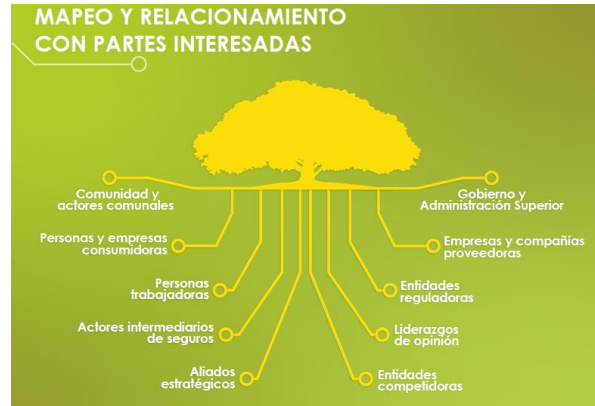 MAPEO Y RELACIONAMIENTO
CON PARTES INTERESADAS
Comunidad y
actores comunales
Gobierno y
Administración Superior
Personas y empresas
consumidoras
Empresas y compañías
proveedoras
Personas
trabajadoras
Entidades
reguladoras
Actores intermediarios
de seguros
Liderazgos
de opinión
Aliados
estratégicos
Entidades
competidoras